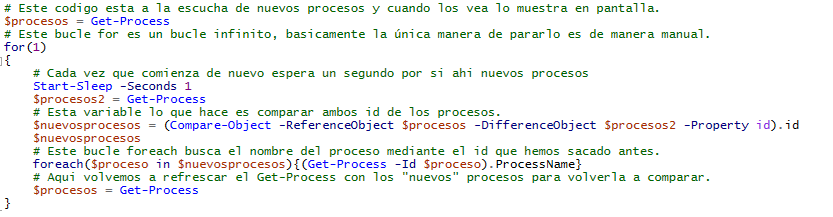 # Este codigo esta a la escucha de nuevos procesos y cuando los vea lo muestra en pantalla.
$procesos = Get-Process
# Este bucle for es un bucle infinito, basicamente la única manera de pararlo es de manera manual.
for(1)
{
    # Cada vez que comienza de nuevo espera un segundo por si ahi nuevos procesos
    Start-Sleep -Seconds 1
    $procesos2 = Get-Process
    # Esta variable lo que hace es comparar ambos id de los procesos.
    $nuevosprocesos = (Compare-Object -ReferenceObject $procesos -DifferenceObject $procesos2 -Property id).id
    $nuevosprocesos
    # Este bucle foreach busca el nombre del proceso mediante el id que hemos sacado antes.
    foreach($proceso in $nuevosprocesos){(Get-Process -Id $proceso).ProcessName}
    # Aqui volvemos a refrescar el Get-Process con los "nuevos" procesos para volverla a comparar.
    $procesos = Get-Process
}